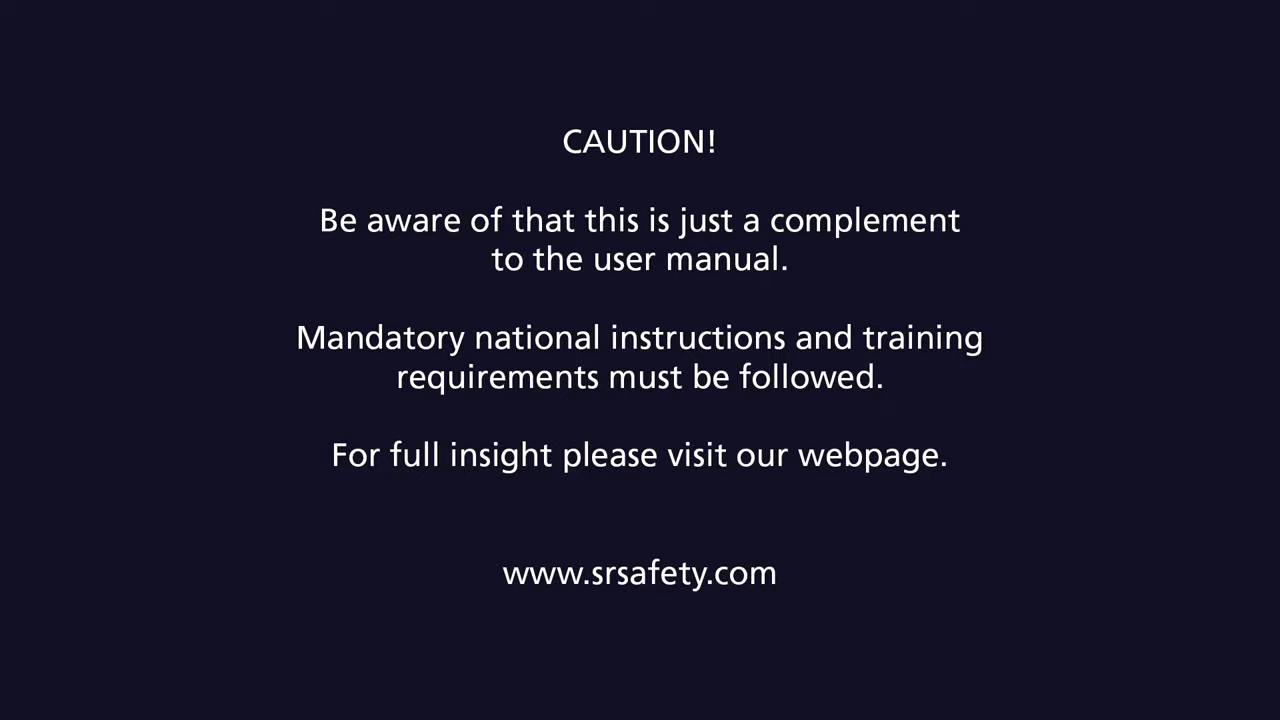 CAUTION!
Be aware of that this is just a complement
to the user manual.
Mandatory national instructions and training
requirements must be followed.
For full insight please visit our webpage.
www.srsafety.com